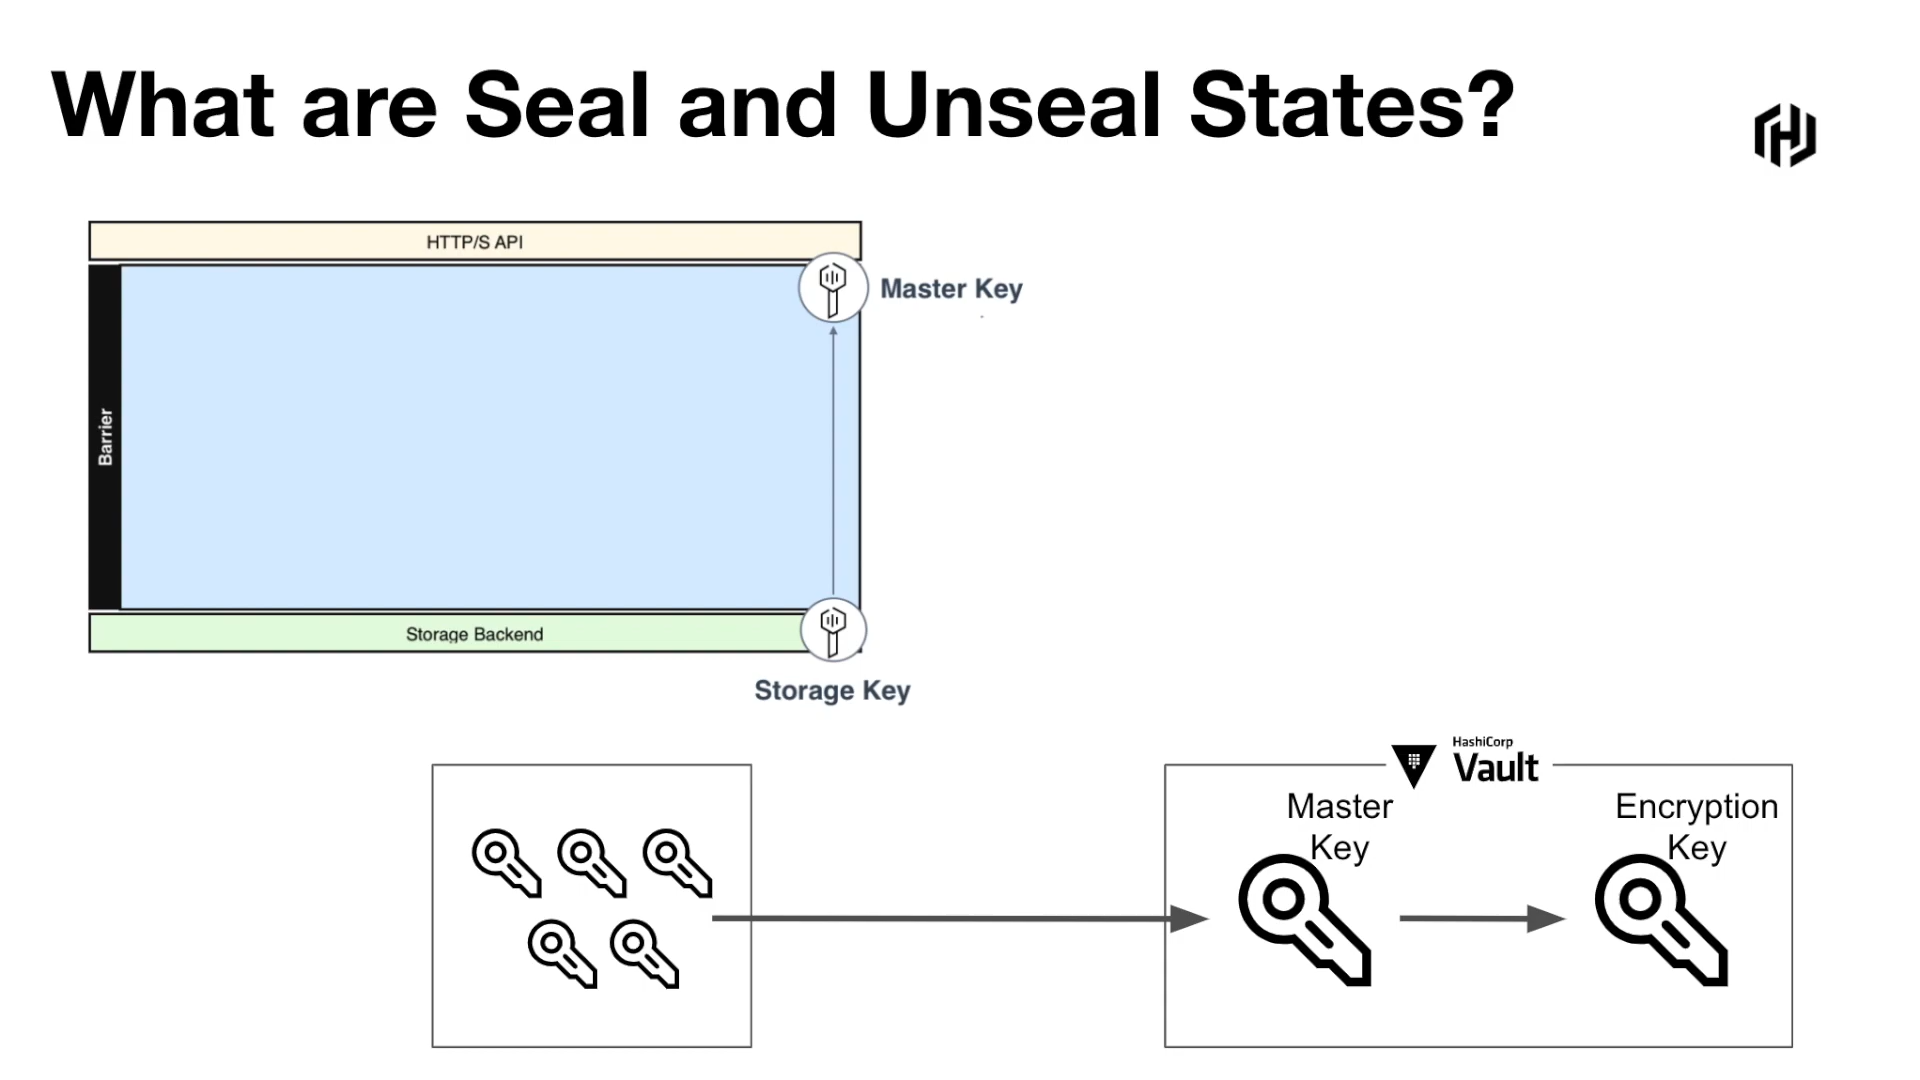 What are Seal and Unseal States?
HTTP/S API
Master Key
Barrier
Storage Backend
Storage Key
HashiCorp
Vault
Master
Key
Encryption
Key